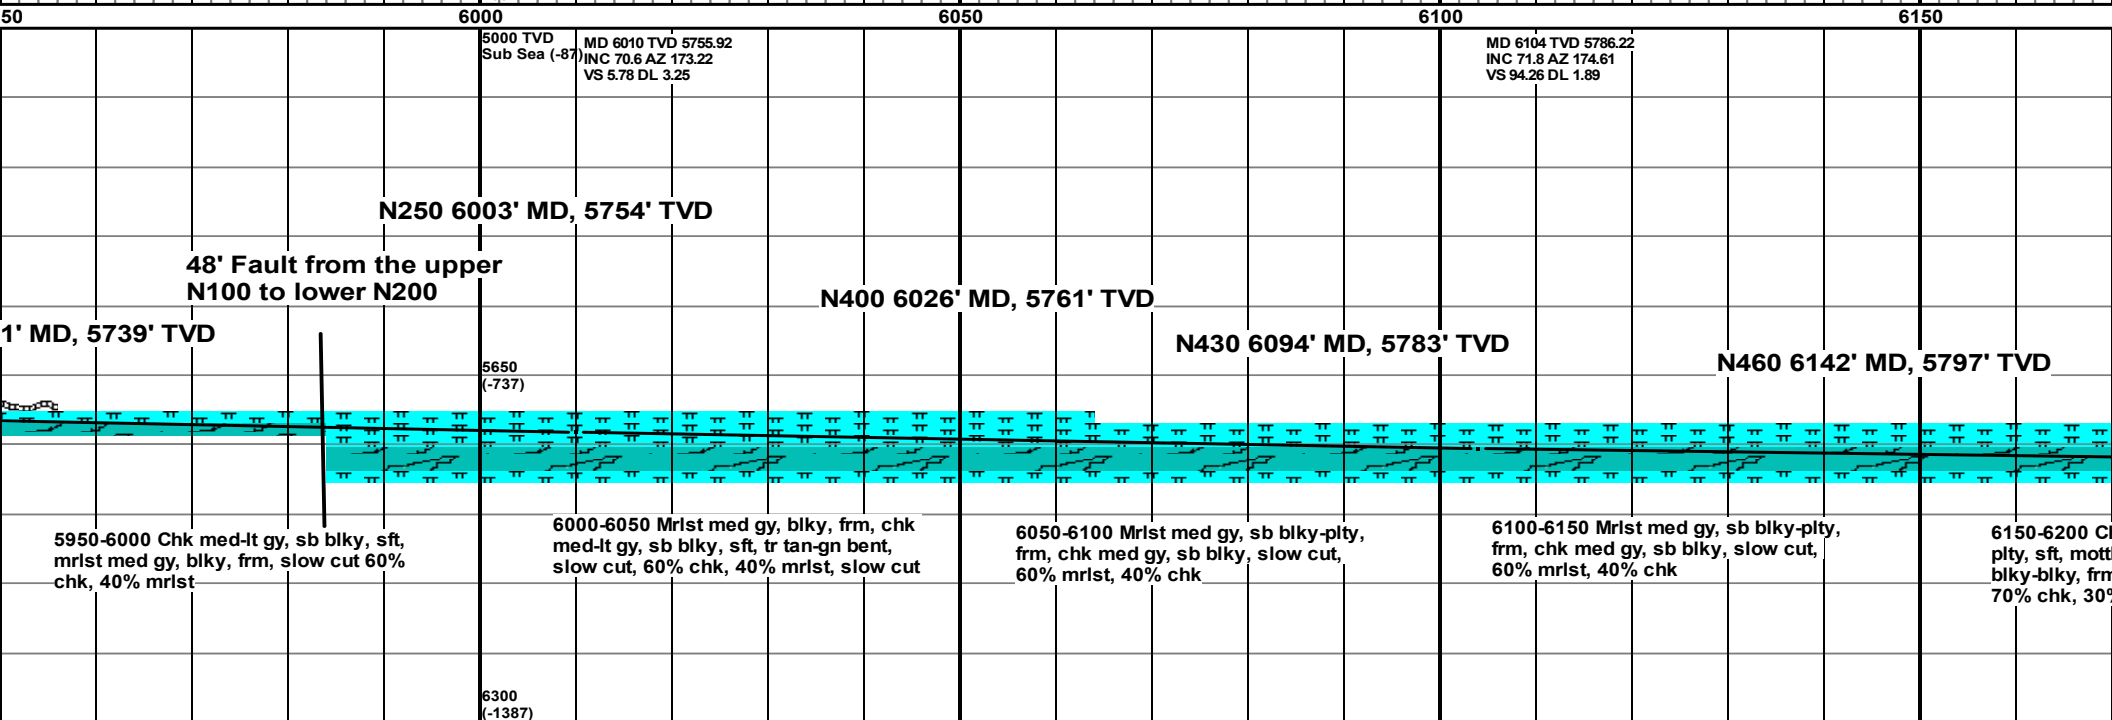 50 6000 6050 6100 6150
5000 TVD
Sub Sea (-87)
MD 6010 TVD 5755.92
INC 70.6 AZ 173.22
VS 5.78 DL 3.25
MD 6104 TVD 5786.22
INC 71.8 AZ 174.61
VS 94.26 DL 1.89
N250 6003' MD, 5754' TVD
48' Fault from the upper
N100 to lower N200
N400 6026' MD, 5761' TVD
1' MD, 5739' TVD
N430 6094' MD, 5783' TVD
N460 6142' MD, 5797' TVD
5650
(-737)
5950-6000 Chk med-lt gy, sb blky, sft,
mrlst med gy, blky, frm, slow cut 60%
chk, 40% mrlst
6000-6050 Mrlst med gy, blky, frm, chk
med-lt gy, sb blky, sft, tr tan-gn bent,
slow cut, 60% chk, 40% mrlst, slow cut
6050-6100 Mrlst med gy, sb blky-plty,
frm, chk med gy, sb blky, slow cut,
60% mrlst, 40% chk
6100-6150 Mrlst med gy, sb blky-plty,
frm, chk med gy, sb blky, slow cut,
60% mrlst, 40% chk
6150-6200
plty, sft,
blky-blky, frm
70% chk, 30%
6300
(-1387)